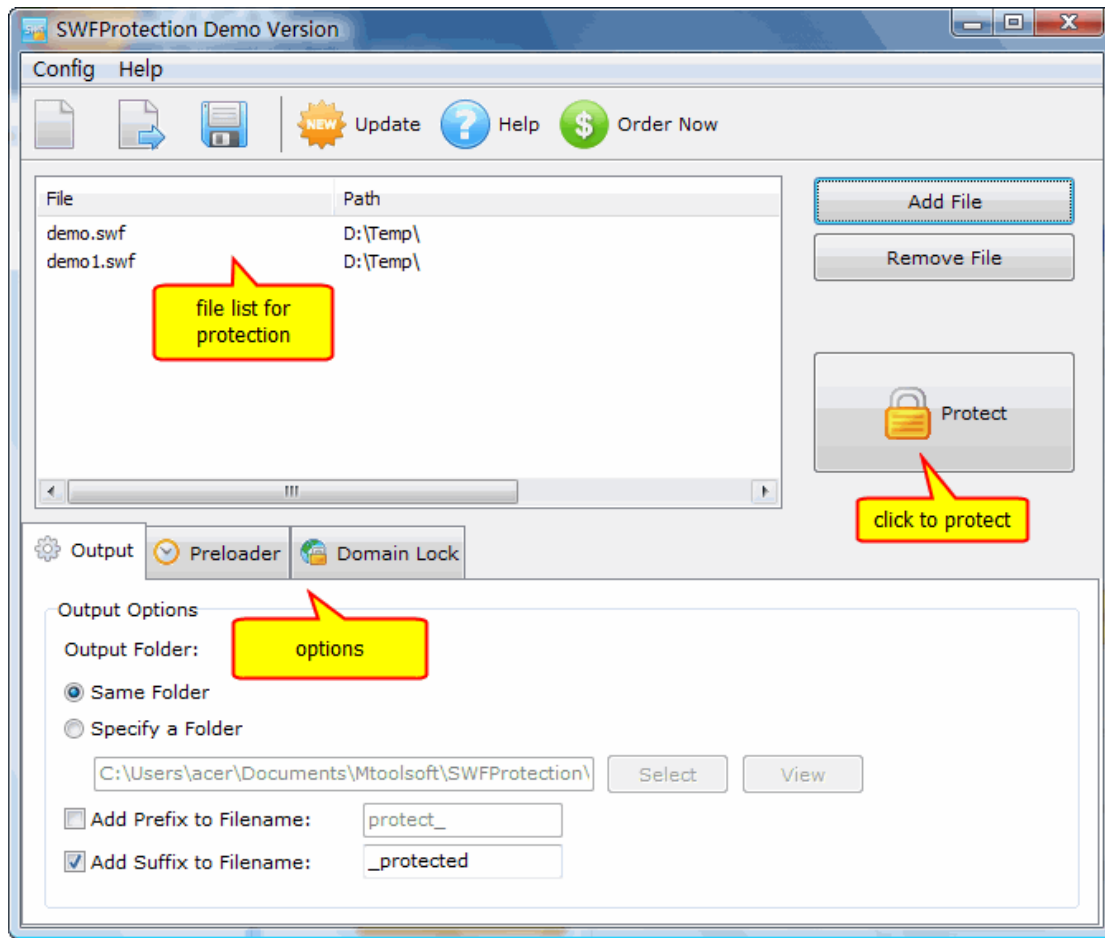 SWFProtection Demo Version
Config Help
NEW Update ? Help $ Order Now
File Path
demo.swf D:\Temp\
demo1.swf D:\Temp\
file list for
protection
Add File
Remove File
Protect
click to protect
Output Preloader Domain Lock
options
Output Options
Output Folder:
Same Folder
Specify a Folder
C:\Users\acer\Documents\Mtoolsoft\SWFProtection\ Select View
Add Prefix to Filename: protect_
Add Suffix to Filename: _protected